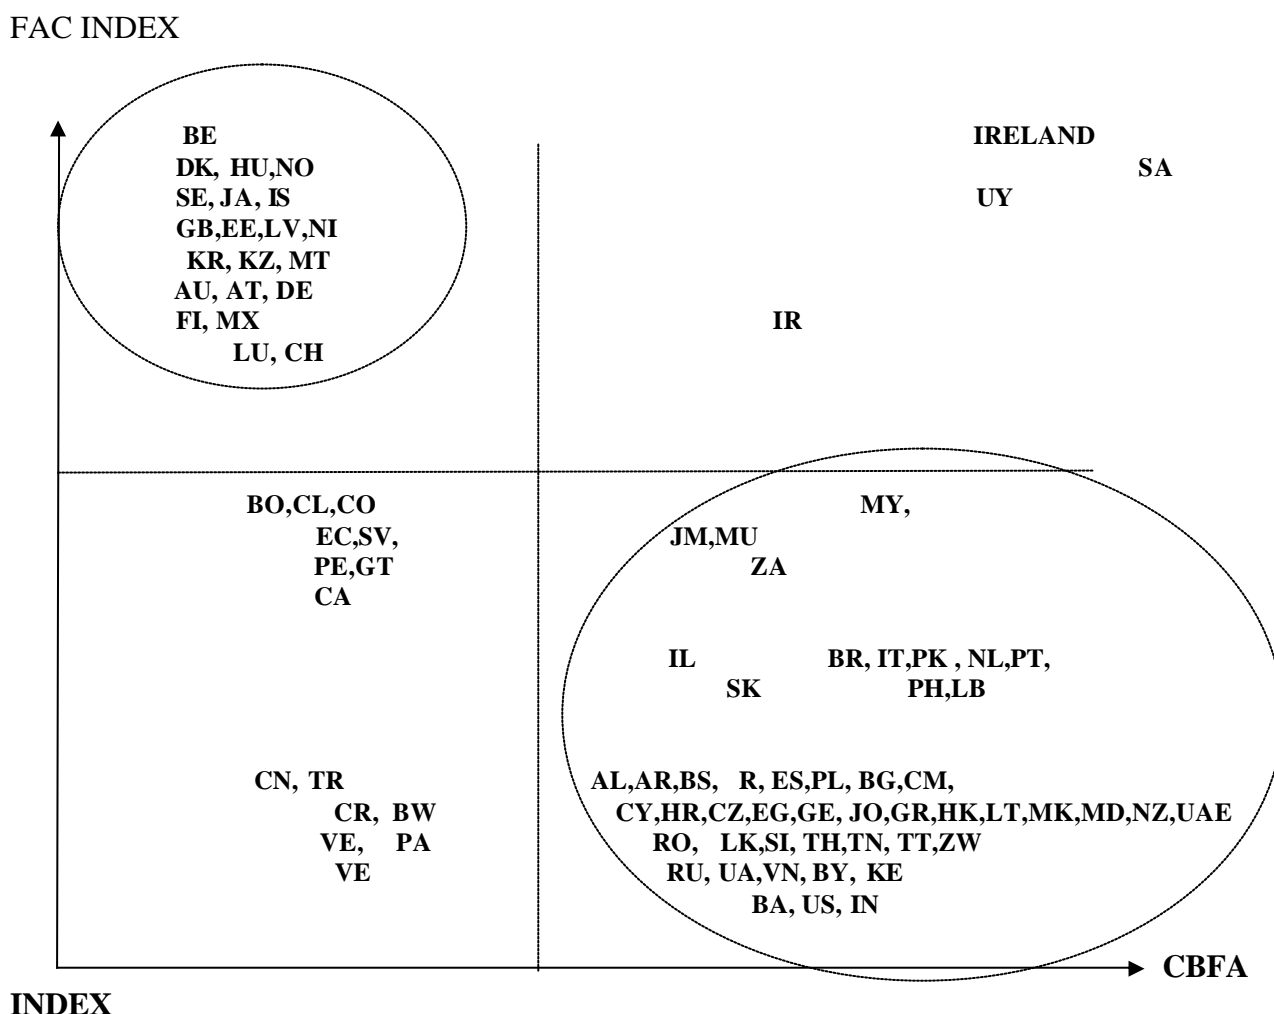 FAC INDEX
BE IRELAND
DK, HU,NO SA
SE, JA, IS UY
GB,EE,LV,NI
KR, KZ, MT
AU, AT, DE
FI, MX IR
LU, CH
BO,CL,CO MY,
EC,SV, JM,MU
PE,GT ZA
CA
IL BR, IT,PK , NL,PT,
SK PH,LB
CN, TR AL,AR,BS, R, ES,PL, BG,CM,
CR, BW CY,HR,CZ,EG,GE, JO,GR,HK,LT,MK,MD,NZ,UAE
VE, PA RO, LK,SI, TH,TN, TT,ZW
VE RU, UA,VN, BY, KE
BA, US, IN
CBFA
INDEX